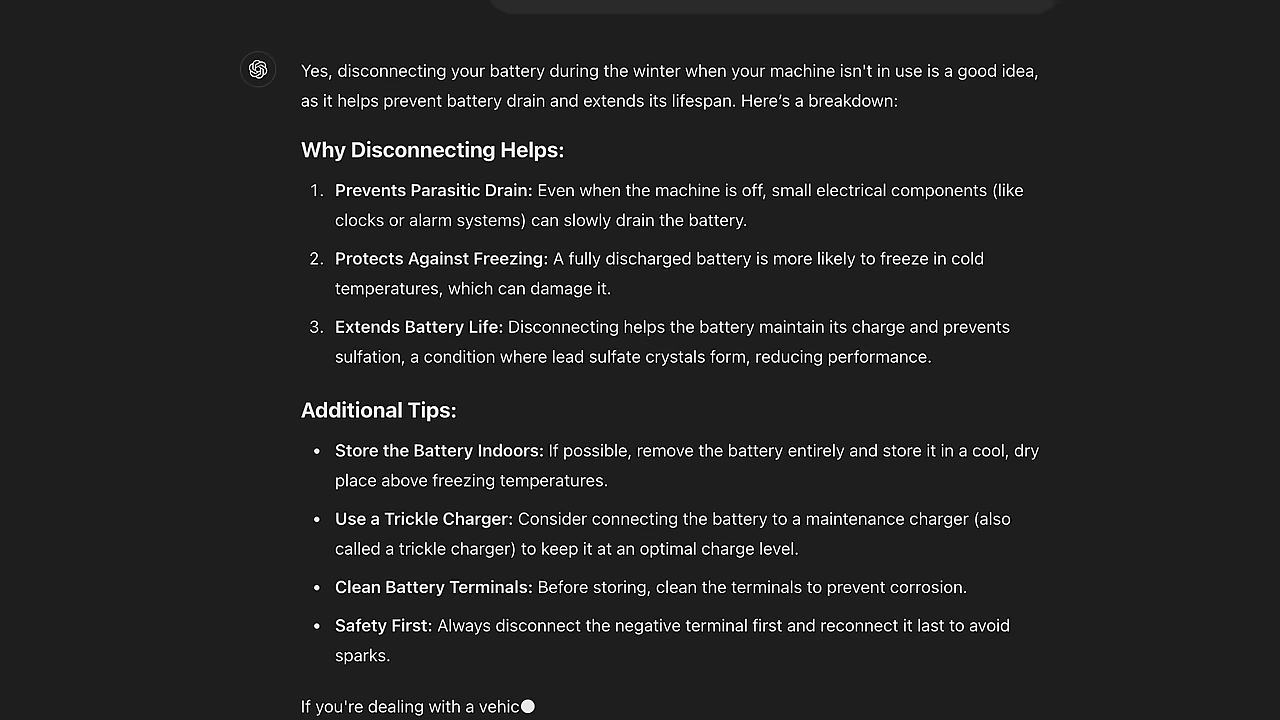 Yes, disconnecting your battery during the winter when your machine isn't in use is a good idea,
as it helps prevent battery drain and extends its lifespan. Here's a breakdown:
Why Disconnecting Helps:
1. Prevents Parasitic Drain: Even when the machine is off, small electrical components (like
clocks or alarm systems) can slowly drain the battery.
2. Protects Against Freezing: A fully discharged battery is more likely to freeze in cold
temperatures, which can damage it.
3. Extends Battery Life: Disconnecting helps the battery maintain its charge and prevents
sulfation, a condition where lead sulfate crystals form, reducing performance.
Additional Tips:
• Store the Battery Indoors: If possible, remove the battery entirely and store it in a cool, dry
place above freezing temperatures.
• Use a Trickle Charger: Consider connecting the battery to a maintenance charger (also
called a trickle charger) to keep it at an optimal charge level.
• Clean Battery Terminals: Before storing, clean the terminals to prevent corrosion.
• Safety First: Always disconnect the negative terminal first and reconnect it last to avoid
sparks.
If you're dealing with a vehic